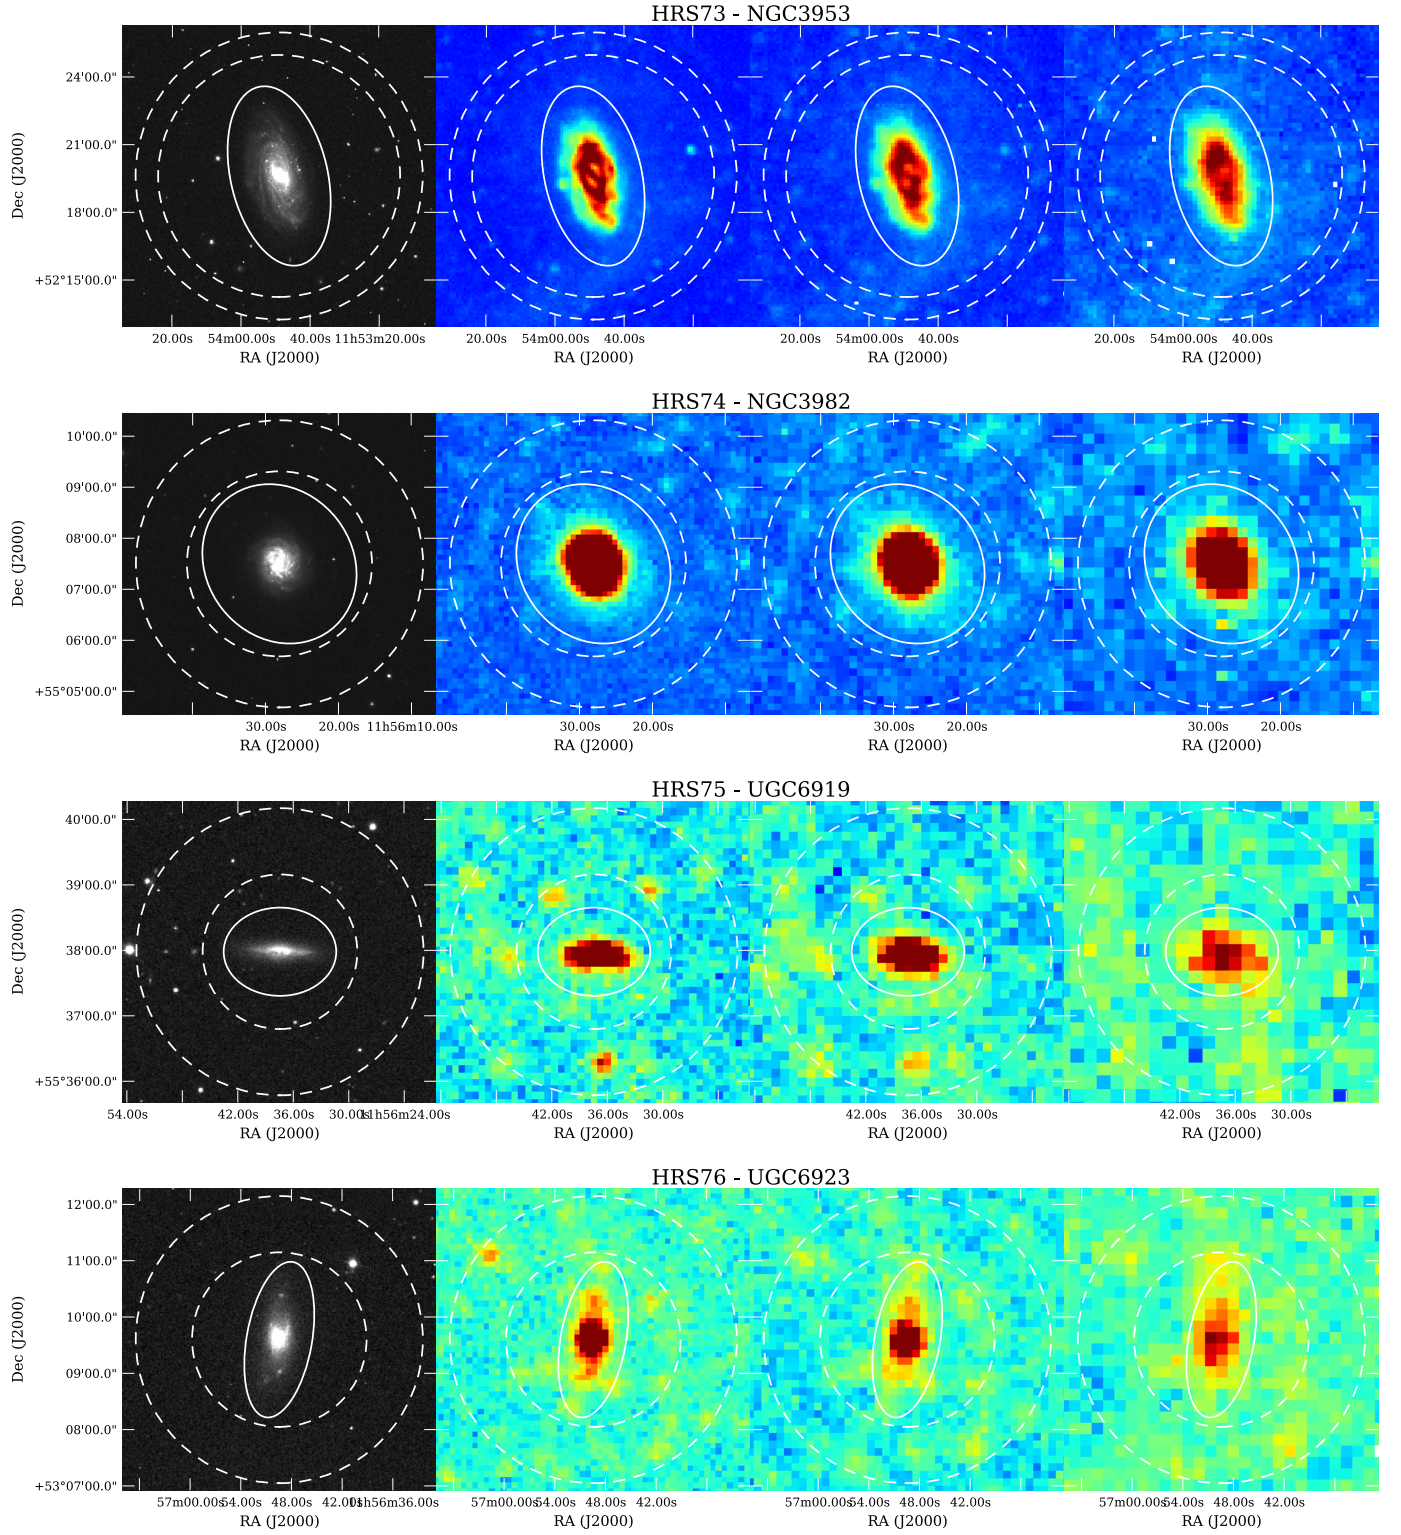 HRS73 - NGC3953
24'00.0"
21'00.0"
18'00.0"
+52°15'00.0"
Dec (J2000)
20.00s 54m00.00s 40.00s 11h53m20.00s
20.00s 54m00.00s 40.00s
20.00s 54m00.00s 40.00s
20.00s 54m00.00s 40.00s
RA (J2000) RA (J2000) RA (J2000) RA (J2000)
HRS74 - NGC3982
10'00.0"
09'00.0"
08'00.0"
07'00.0"
06'00.0"
+55°05'00.0"
Dec (J2000)
30.00s 20.00s 11h56m10.00s
30.00s 20.00s
30.00s 20.00s
30.00s 20.00s
RA (J2000) RA (J2000) RA (J2000) RA (J2000)
HRS75 - UGC6919
40'00.0"
39'00.0"
38'00.0"
37'00.0"
+55°36'00.0"
Dec (J2000)
54.00s 42.00s 36.00s 30.00s 11h56m24.00s
42.00s 36.00s 30.00s
42.00s 36.00s 30.00s
42.00s 36.00s 30.00s
RA (J2000) RA (J2000) RA (J2000) RA (J2000)
HRS76 - UGC6923
12'00.0"
11'00.0"
10'00.0"
09'00.0"
08'00.0"
+53°07'00.0"
Dec (J2000)
57m00.00s 54.00s 48.00s 42.00s 11h56m36.00s
57m00.00s 54.00s 48.00s 42.00s
57m00.00s 54.00s 48.00s 42.00s
57m00.00s 54.00s 48.00s 42.00s
RA (J2000) RA (J2000) RA (J2000) RA (J2000)